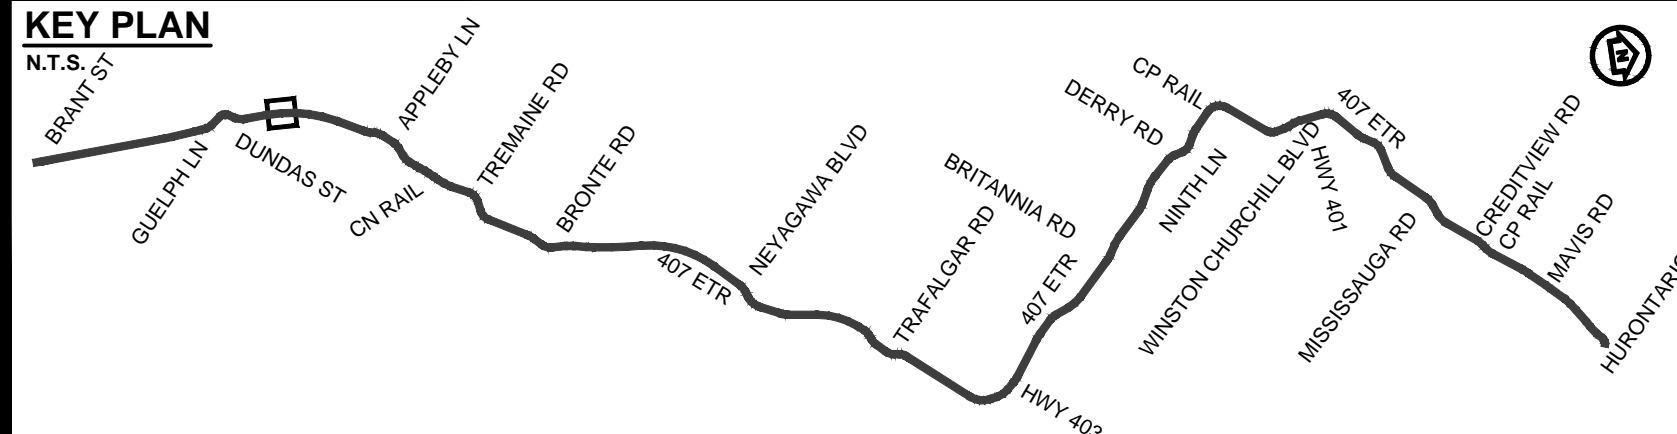 KEY PLAN
N.T.S.
BRANT ST
GUELPH LN
DUNDAS ST
CN RAIL
APPLEBY LN
TREMAINE RD
BRONTE RD
407 ETR
NEYAGAWA BLVD
TRAFALGAR RD
HWY 403
407 ETR
BRITANNIA RD
DERRY RD
CP RAIL
NINTH LN
WINSTON CHURCHILL BLVD
HWY 401
407 ETR
MISSISSAUGA RD
CREDITVIEW RD
CP RAIL
MAVIS RD
HURONTARIO
N